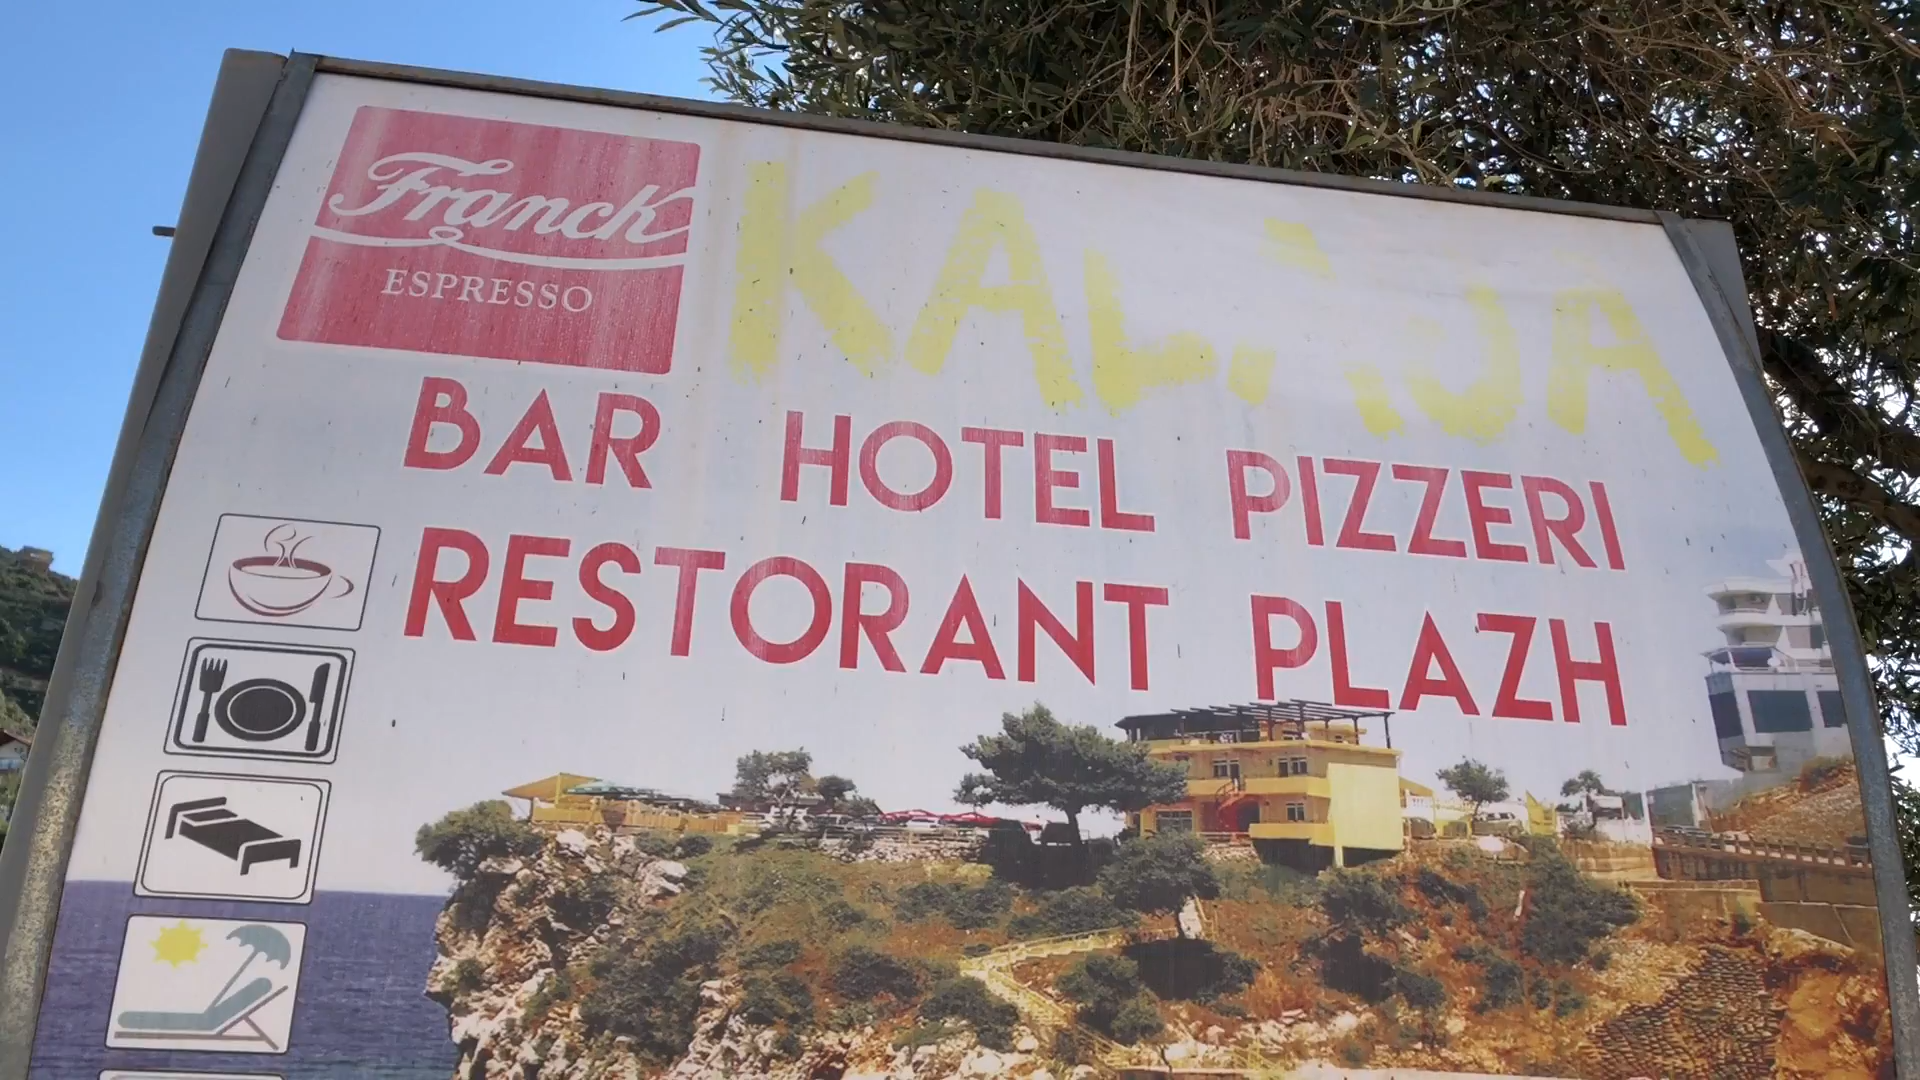 Franck
ESPRESSO
KALAJA
BAR HOTEL PIZZERI
RESTORANT PLAZH